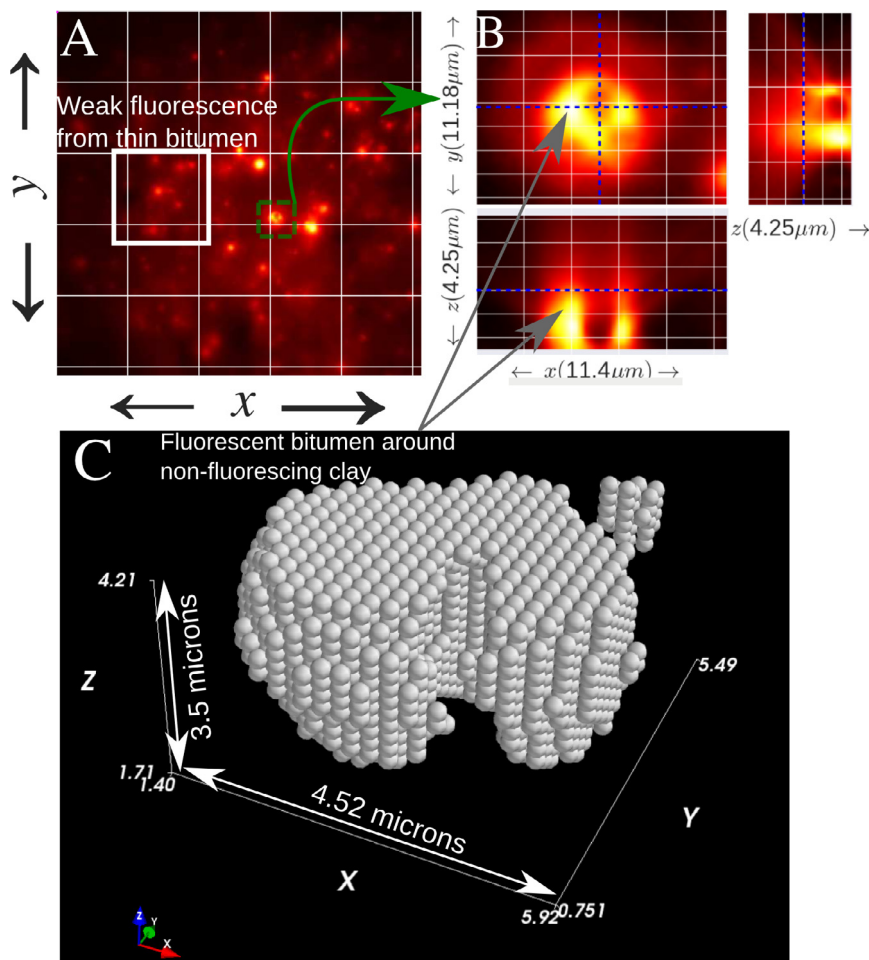 A
Weak fluorescence
from thin bitumen
y
x
B
← y(11.18μm) →
← z(4.25μm)
z(4.25μm) →
← x(11.4μm) →
C
Fluorescent bitumen around
non-fluorescing clay
4.21
Z
3.5 microns
1.71
1.40
4.52 microns
X
5.92
0.751
Y
5.49
Z
Y
X